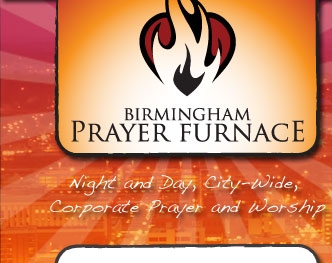 BIRMINGHAM
PRAYER FURNACE
Night and Day, City-Wide,
Corporate Prayer and Worship